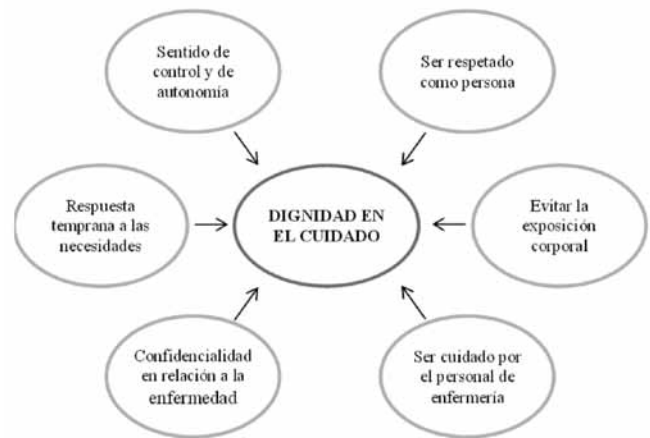 Sentido de
control y de
autonomía
Ser respetado
como persona
Respuesta
temprana a las
necesidades
DIGNIDAD EN
EL CUIDADO
Evitar la
exposición
corporal
Confidencialidad
en relación a la
enfermedad
Ser cuidado por
el personal de
enfermería